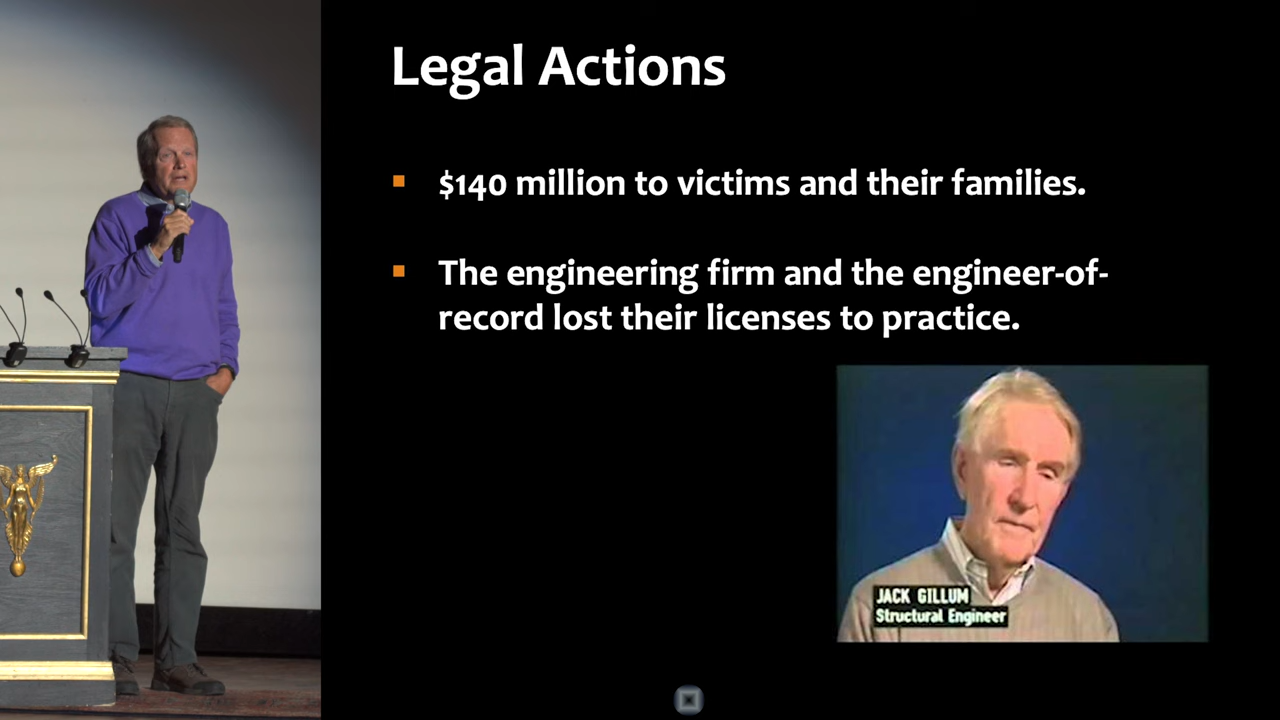 Legal Actions
$140 million to victims and their families.
The engineering firm and the engineer-of-
record lost their licenses to practice.
JACK GILLUM
Structural Engineer